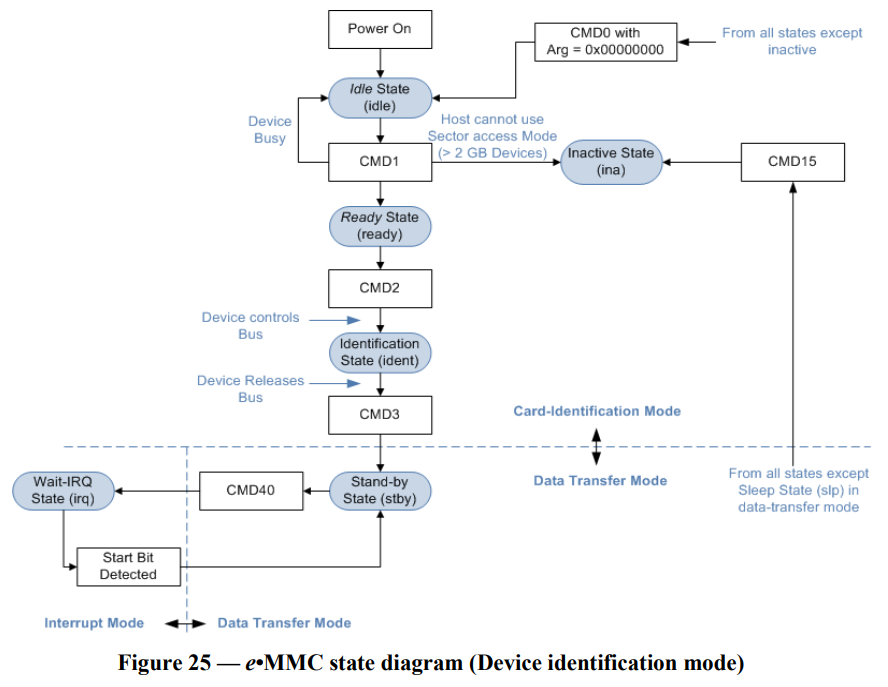 Power On
CMD0 with
Arg = 0x00000000
From all states except
inactive
Idle State
(idle)
Device
Busy
Host cannot use
Sector access Mode
(> 2 GB Devices)
CMD1
Inactive State
(ina)
CMD15
Ready State
(ready)
CMD2
Device controls
Bus
Identification
State (ident)
Device Releases
Bus
CMD3
Card-Identification Mode
Data Transfer Mode
From all states except
Sleep State (slp) in
data-transfer mode
Wait-IRQ
State (irq)
CMD40
Stand-by
State (stby)
Start Bit
Detected
Interrupt Mode
Data Transfer Mode
Figure 25 — e•MMC state diagram (Device identification mode)